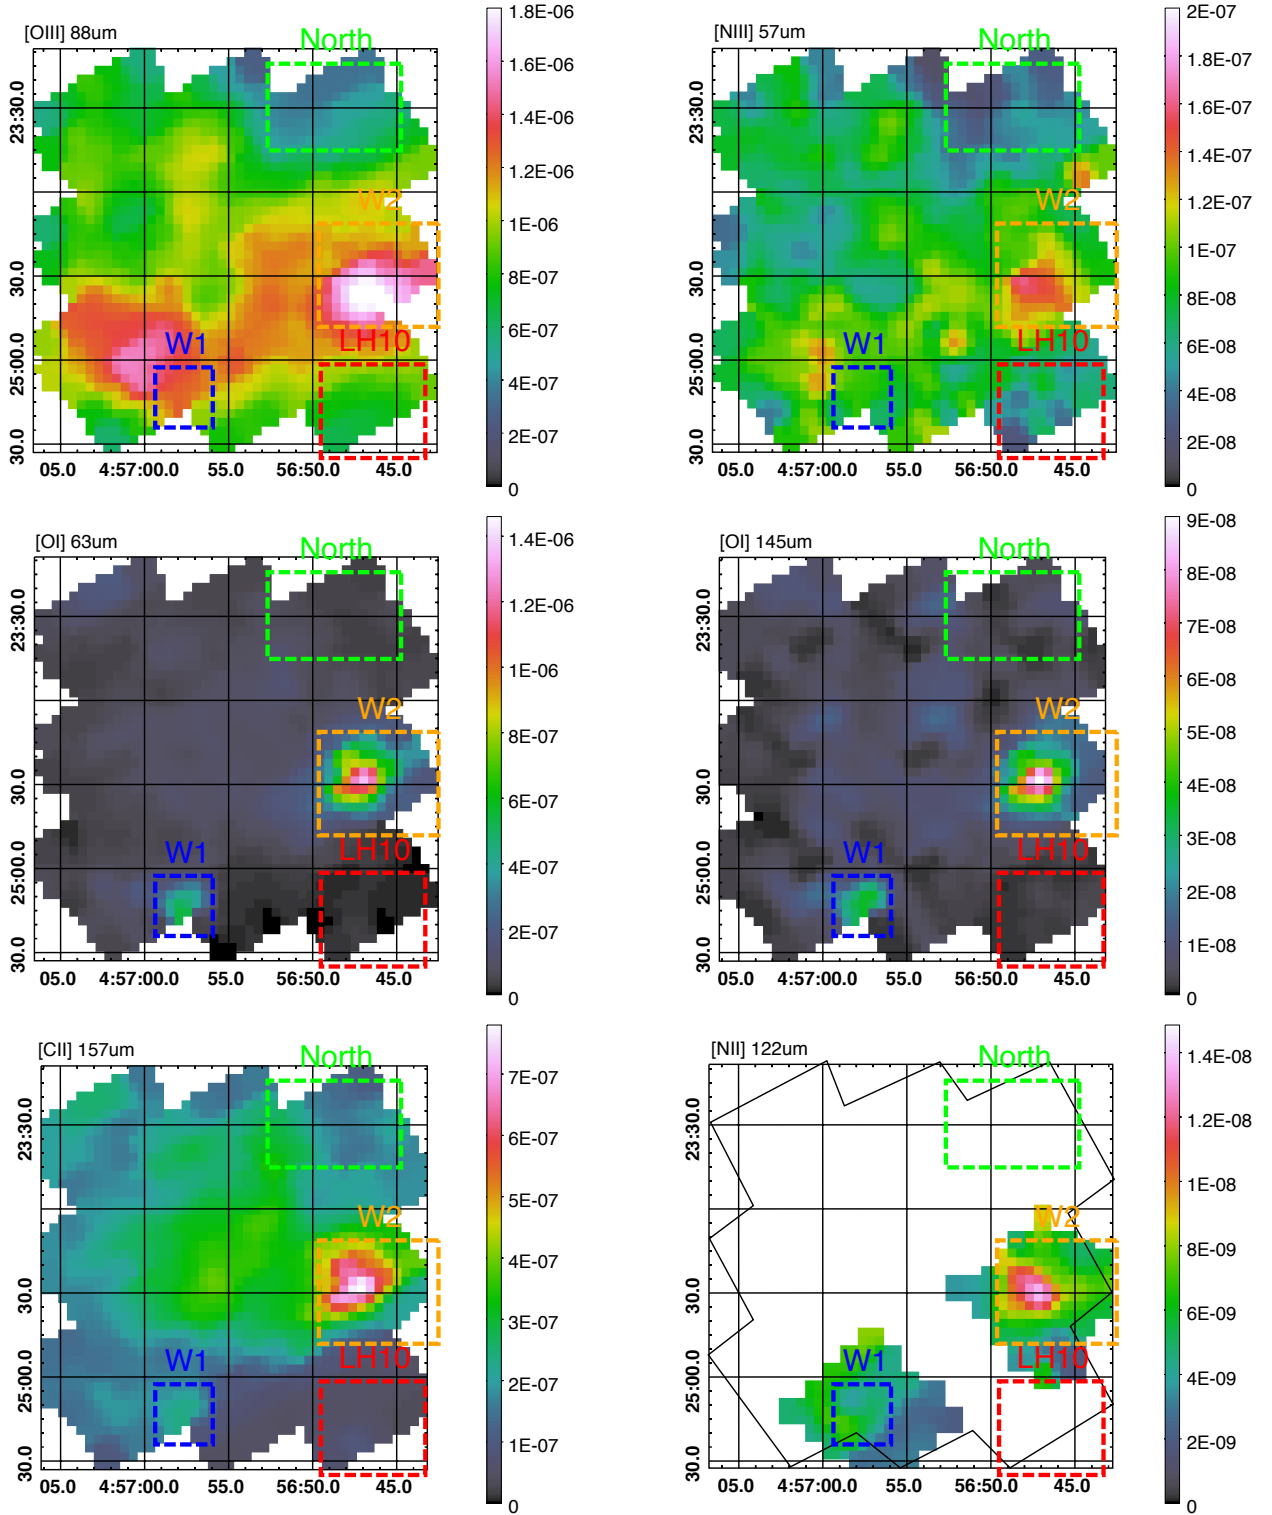 [OIII] 88um
North
W2
W1
LH10
23:30.0
30.0
25:00.0
30.0
05.0 4:57:00.0 55.0 56:50.0 45.0
1.8E-06
1.6E-06
1.4E-06
1.2E-06
1E-06
8E-07
6E-07
4E-07
2E-07
0
[NIII] 57um
North
W2
W1
LH10
23:30.0
30.0
25:00.0
30.0
05.0 4:57:00.0 55.0 56:50.0 45.0
2E-07
1.8E-07
1.6E-07
1.4E-07
1.2E-07
1E-07
8E-08
6E-08
4E-08
2E-08
0
[OI] 63um
North
W2
W1
LH10
23:30.0
30.0
25:00.0
30.0
05.0 4:57:00.0 55.0 56:50.0 45.0
1.4E-06
1.2E-06
1E-06
8E-07
6E-07
4E-07
2E-07
0
[OI] 145um
North
W2
W1
LH10
23:30.0
30.0
25:00.0
30.0
05.0 4:57:00.0 55.0 56:50.0 45.0
9E-08
8E-08
7E-08
6E-08
5E-08
4E-08
3E-08
2E-08
1E-08
0
[CII] 157um
North
W2
W1
LH10
23:30.0
30.0
25:00.0
30.0
05.0 4:57:00.0 55.0 56:50.0 45.0
7E-07
6E-07
5E-07
4E-07
3E-07
2E-07
1E-07
0
[NII] 122um
North
W2
W1
LH10
23:30.0
30.0
25:00.0
30.0
05.0 4:57:00.0 55.0 56:50.0 45.0
1.4E-08
1.2E-08
1E-08
8E-09
6E-09
4E-09
2E-09
0